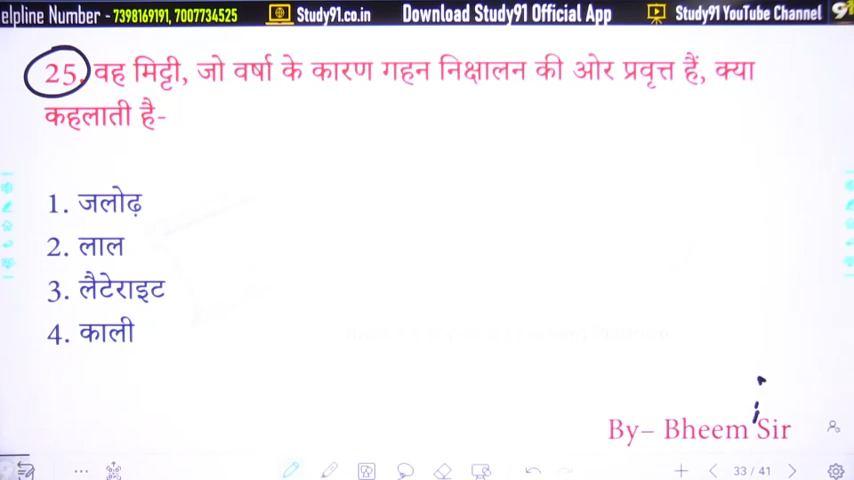 elpline Number - 7398169191, 7007734525 Study91.co.in Download Study91 Official App Study91 YouTube Channel 91
25. वह मिट्टी, जो वर्षा के कारण गहन निक्षालन की ओर प्रवृत्त हैं, क्या
कहलाती है-
1. जलोढ़
2. लाल
3. लैटेराइट
4. काली
By– Bheem Sir
33 / 41